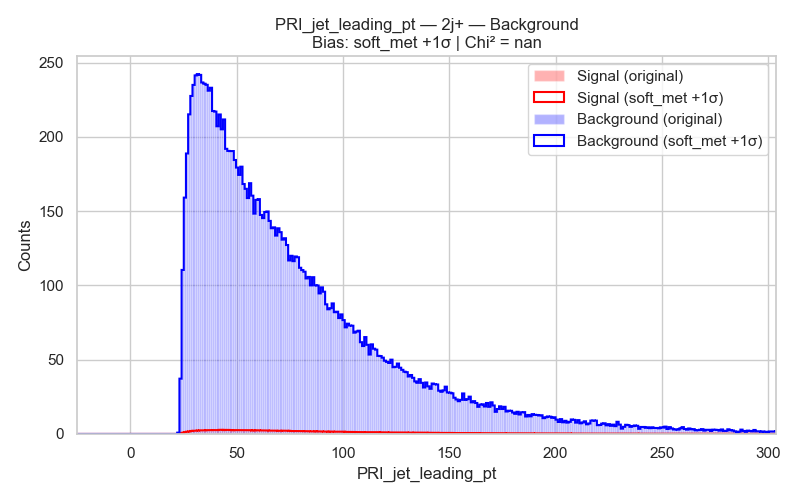 PRI_jet_leading_pt — 2j+ — Background
Bias: soft_met +1σ | Chi² = nan
Signal (original)
Signal (soft_met +1σ)
Background (original)
Background (soft_met +1σ)
Counts
250
200
150
100
50
0
0 50 100 150 200 250 300
PRI_jet_leading_pt